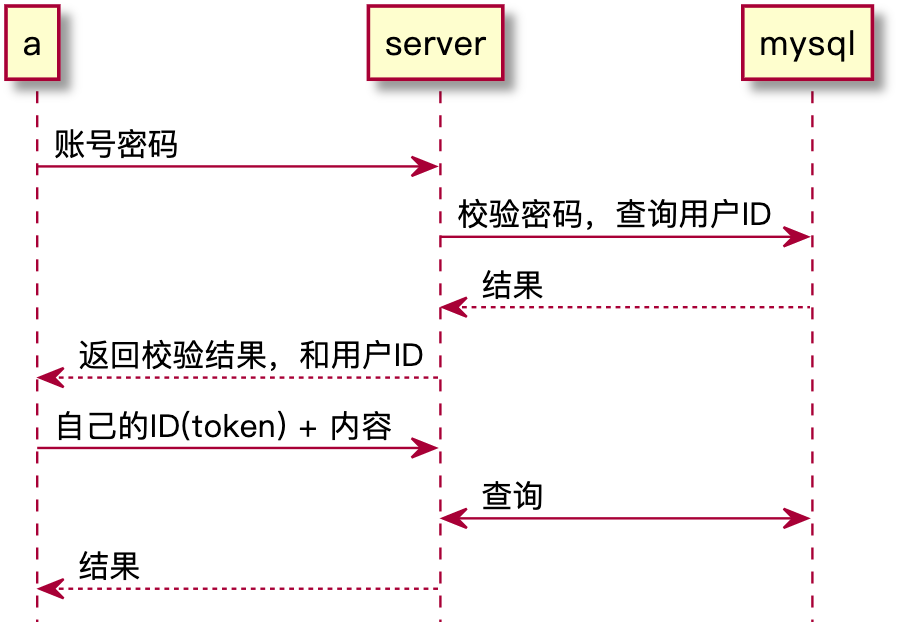 a
server
mysql
账号密码
校验密码，查询用户ID
结果
返回校验结果，和用户ID
自己的ID(token) + 内容
查询
结果